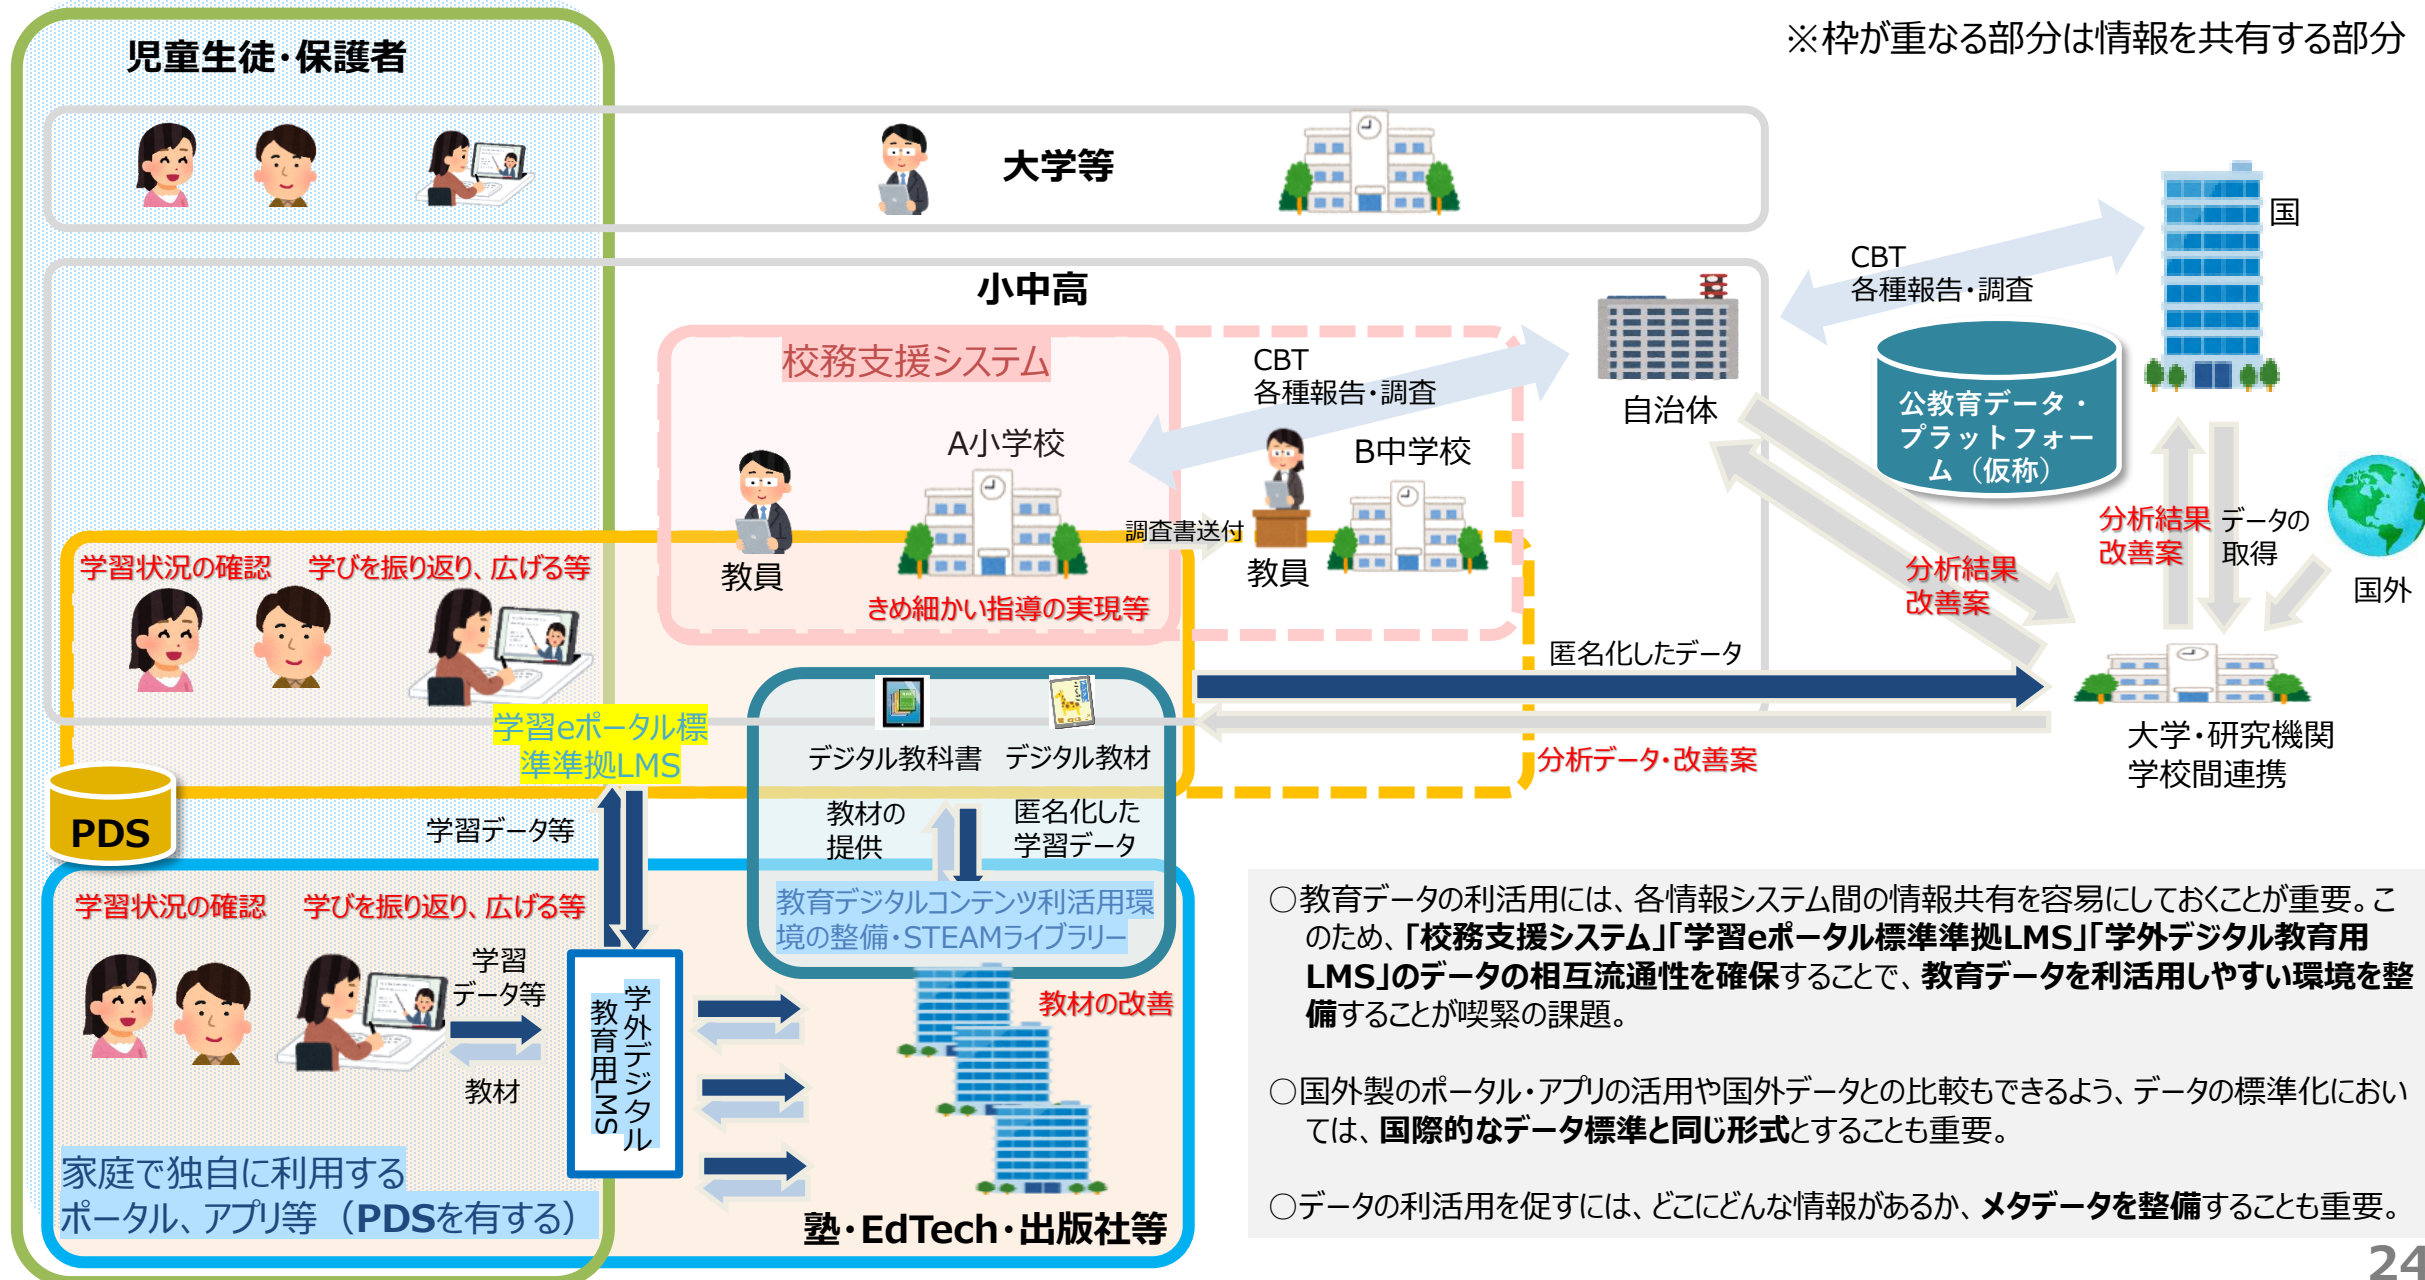 ※枠が重なる部分は情報を共有する部分
児童生徒・保護者
大学等
国
CBT
各種報告・調査
小中高
校務支援システム
CBT
各種報告・調査
自治体
公教育データ・
プラットフォー
ム（仮称）
A小学校
B中学校
調査書送付
教員
教員
きめ細かい指導の実現等
分析結果
改善案
データの
取得
国外
分析結果
改善案
学習状況の確認
学びを振り返り、広げる等
匿名化したデータ
分析データ・改善案
大学・研究機関
学校間連携
学習eポータル標
準準拠LMS
デジタル教科書
デジタル教材
PDS
学習データ等
教材の
提供
匿名化した
学習データ
教育デジタルコンテンツ利活用環
境の整備・STEAMライブラリー
学習状況の確認
学びを振り返り、広げる等
学習
データ等
教材
学外デジタル
教育用LMS
教材の改善
家庭で独自に利用する
ポータル、アプリ等（PDSを有する）
塾・EdTech・出版社等
○教育データの利活用には、各情報システム間の情報共有を容易にしておくことが重要。こ
のため、「校務支援システム」「学習eポータル標準準拠LMS」「学外デジタル教育用
LMS」のデータの相互流通性を確保することで、教育データを利活用しやすい環境を整
備することが喫緊の課題。
○国外製のポータル・アプリの活用や国外データとの比較もできるよう、データの標準化におい
ては、国際的なデータ標準と同じ形式とすることも重要。
○データの利活用を促すには、どこにどんな情報があるか、メタデータを整備することも重要。
24